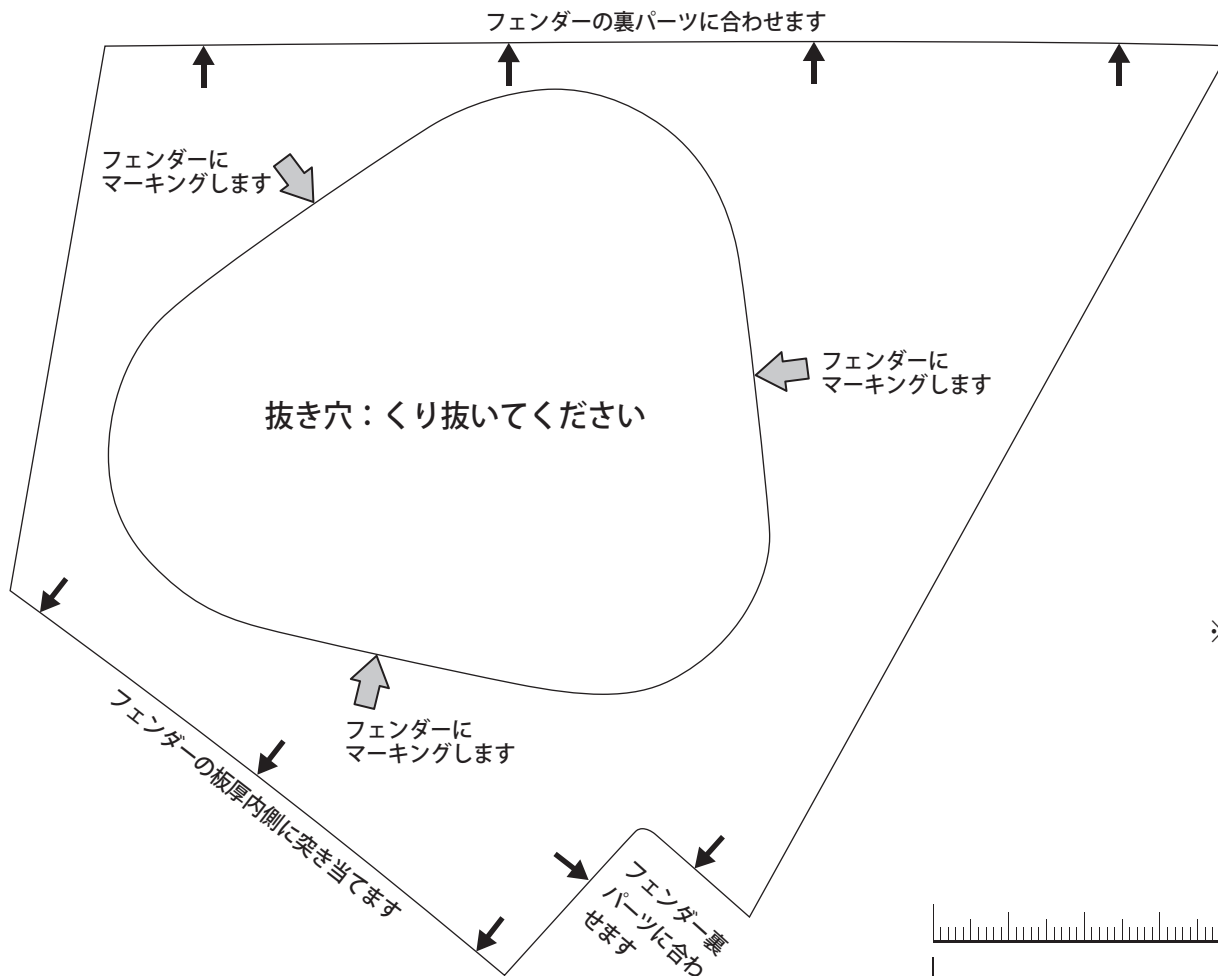 フェンダーの裏パーツに合わせます
フェンダーに
マーキングします
フェンダーに
マーキングします
抜き穴：くり抜いてください
フェンダーに
マーキングします
フェンダーの板厚内側に突き当てます
フェンダー裏
パーツに合わ
せます